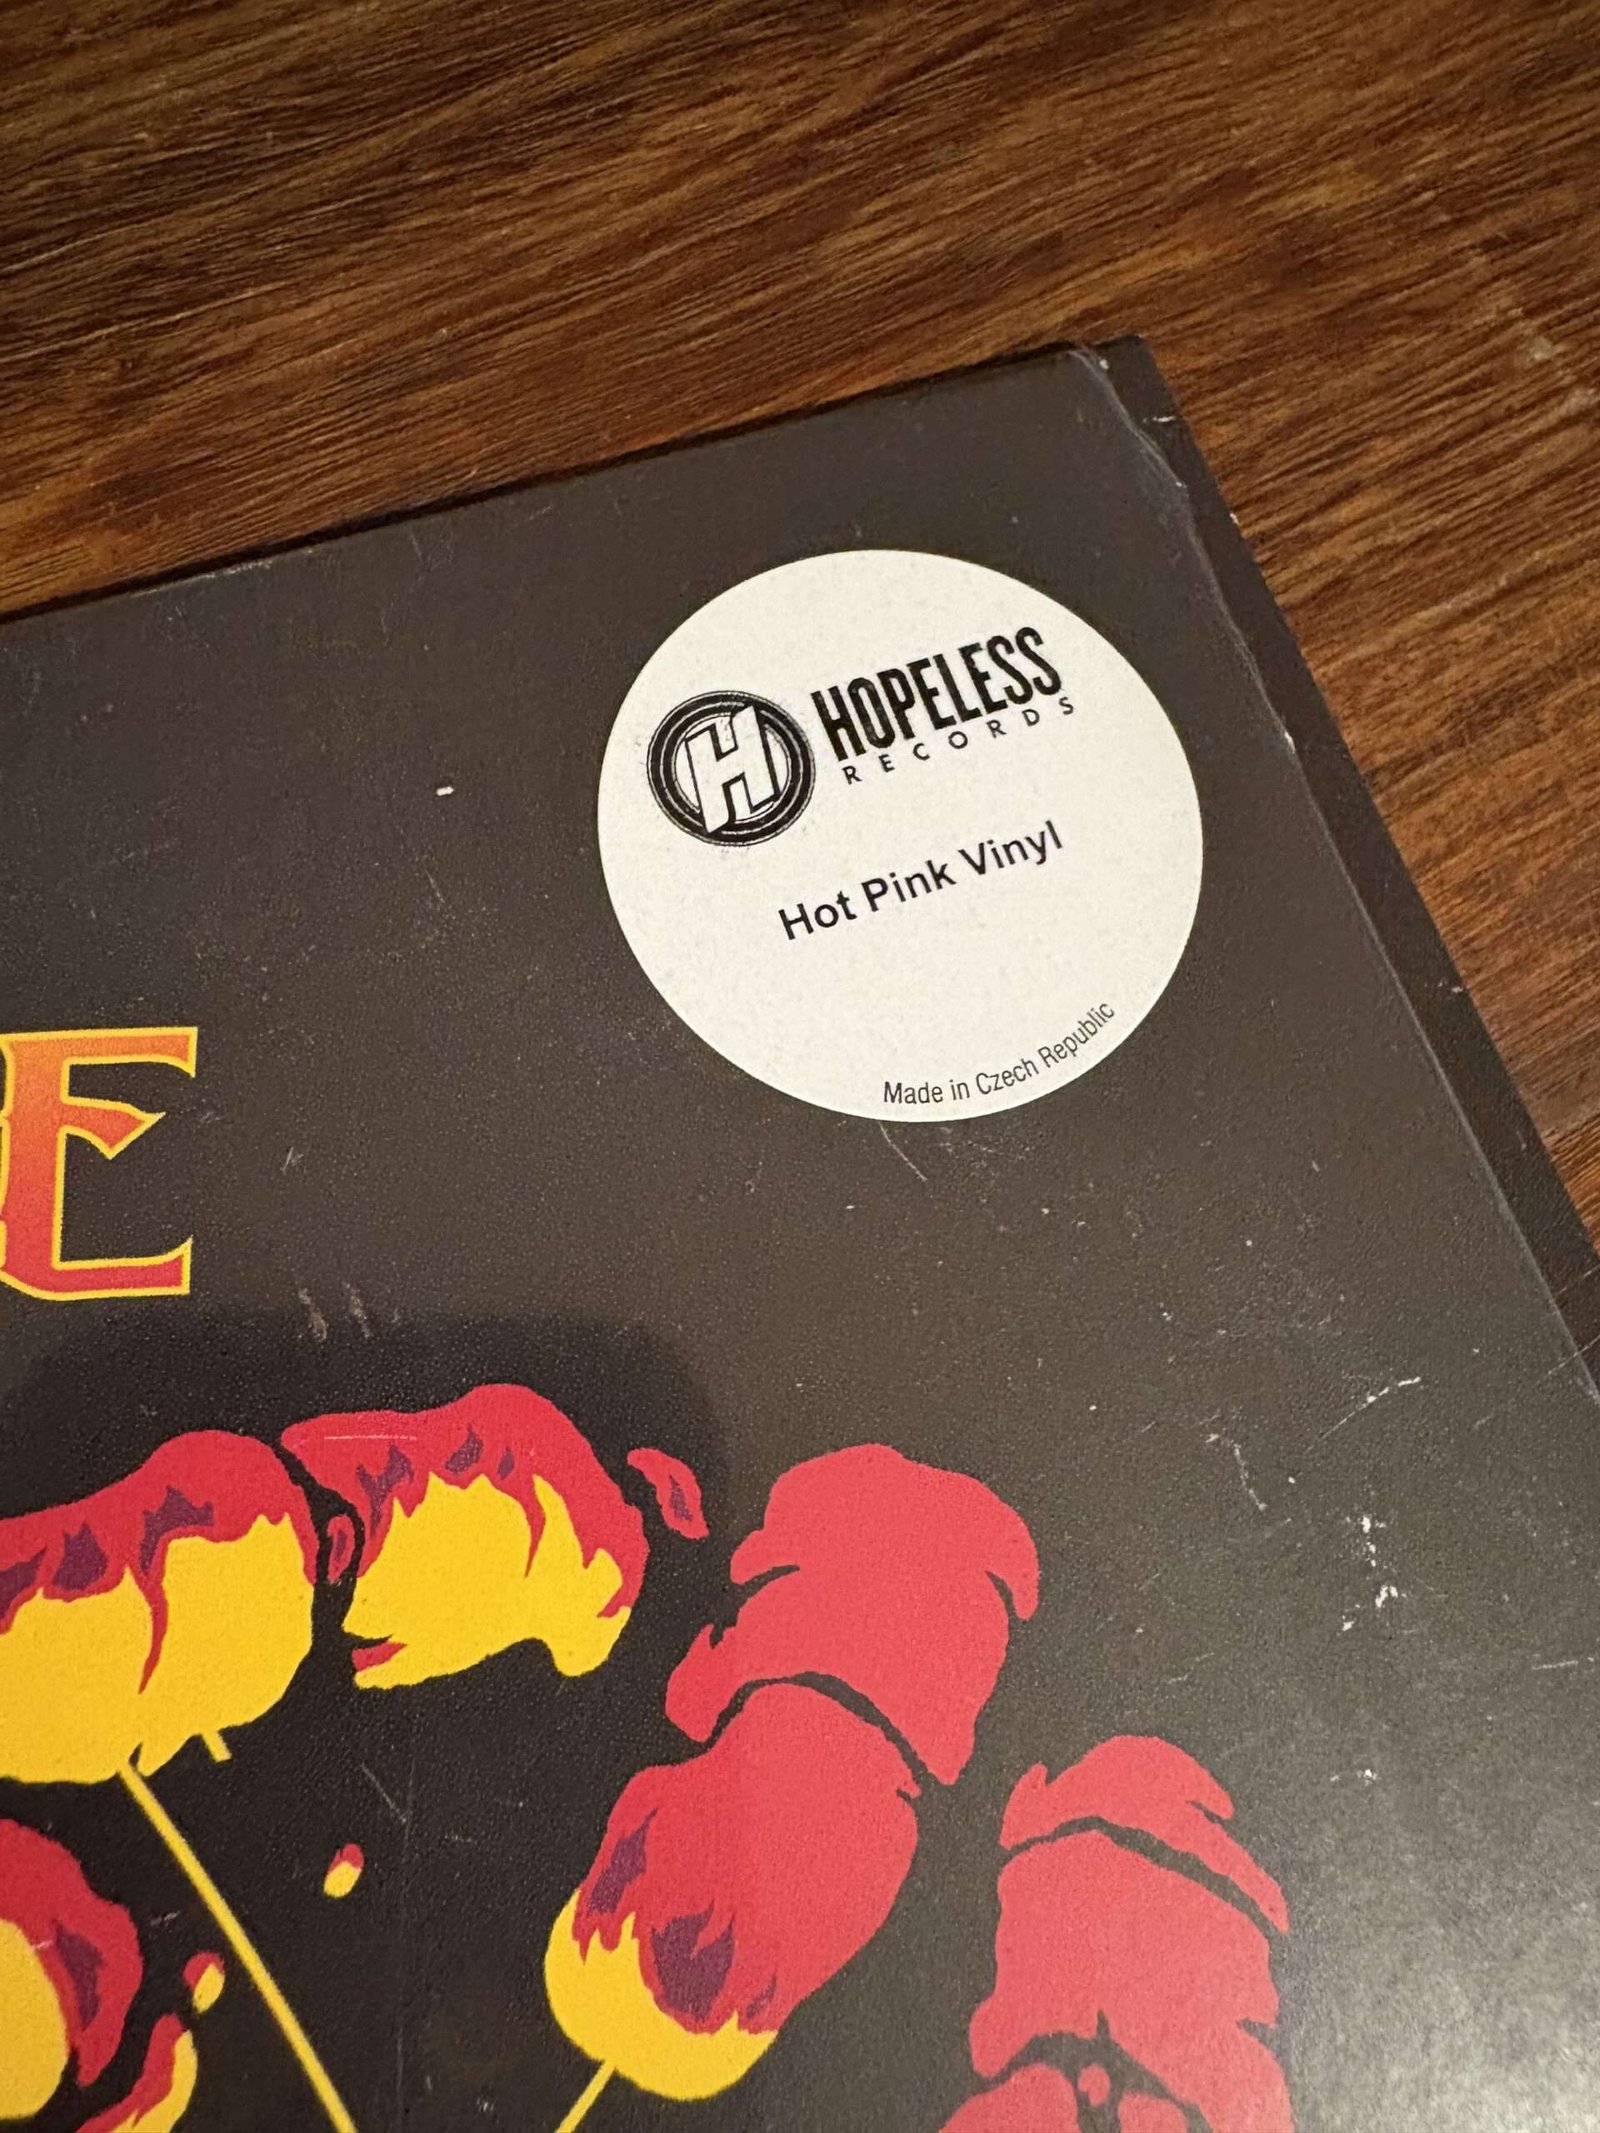 H HOPELESS
RECORDS
Hot Pink Vinyl
Made in Czech Republic
E